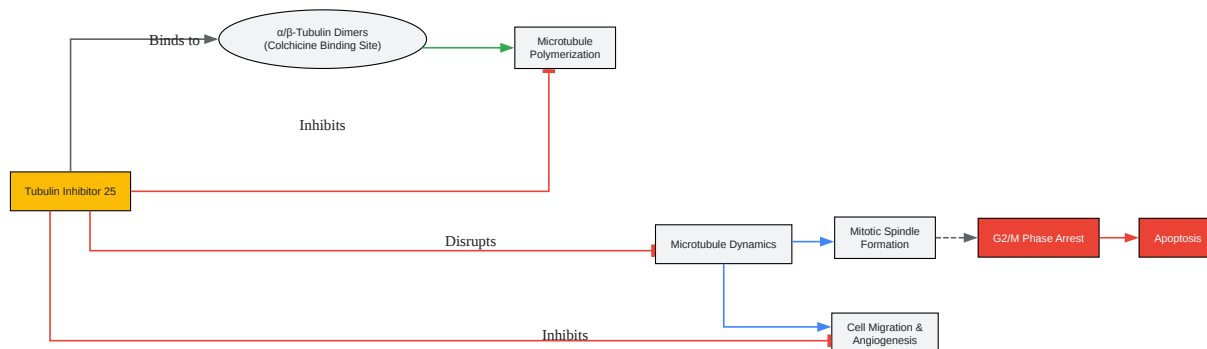 Binds to
α/β-Tubulin Dimers
(Colchicine Binding Site)
Microtubule
Polymerization
Inhibits
Tubulin Inhibitor 25
Disrupts
Microtubule Dynamics
Mitotic Spindle
Formation
G2/M Phase Arrest
Apoptosis
Inhibits
Cell Migration &
Angiogenesis